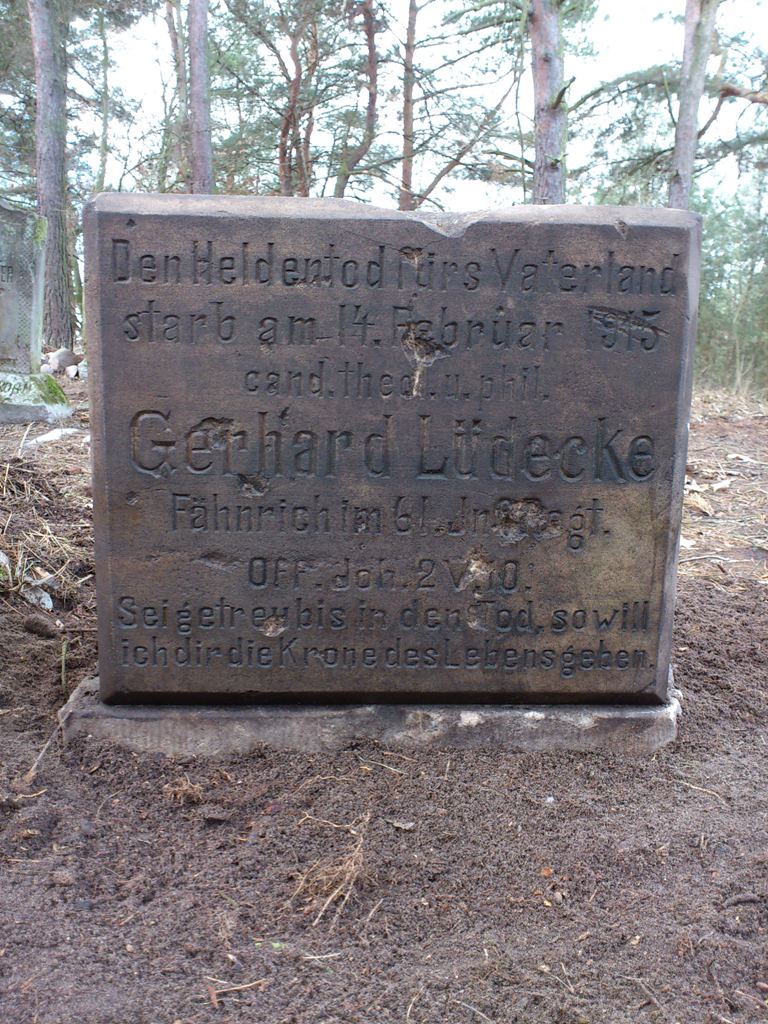 Den Heldentod fürs Vaterland
starb am 14. Februar 1915
cand. theol. u. phil.
Gerhard Lüdecke
Fähnrich im 61. Inf. Regt.
Off. Joh. 2 V. 10:
Sei getreu bis in den Tod, so will
ich dir die Krone des Lebens geben.